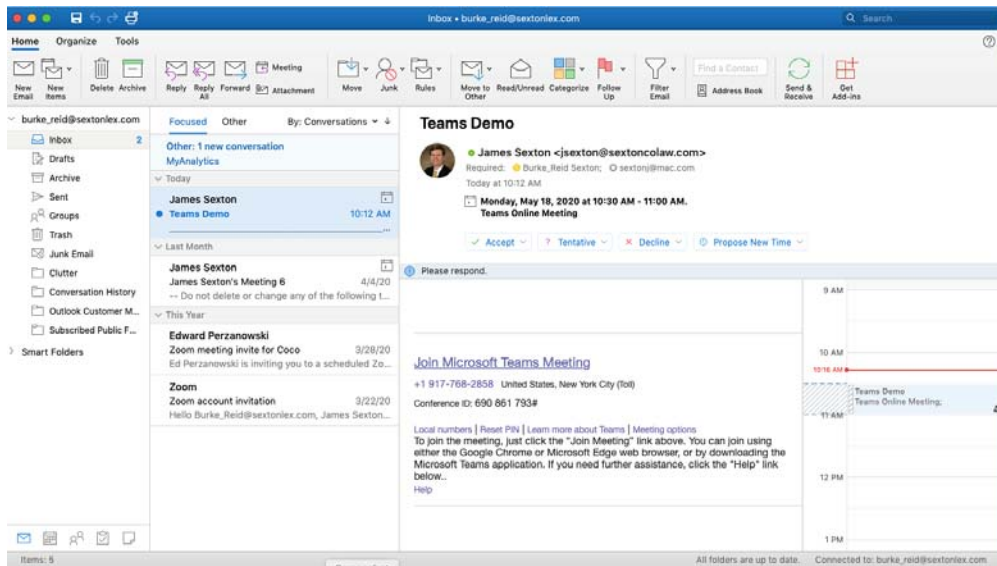 Inbox • burke_reid@sextonlex.com
Search
Home Organize Tools
New Email
New Items
Delete
Archive
Reply
Reply All
Forward
Meeting
Attachment
Move
Junk
Rules
Move to Other
Read/Unread
Categorize
Follow Up
Filter Email
Find a Contact
Address Book
Send & Receive
Get Add-ins
burke_reid@sextonlex.com
Inbox 2
Drafts
Archive
Sent
Groups
Trash
Junk Email
Clutter
Conversation History
Outlook Customer M...
Subscribed Public F...
Smart Folders
Focused Other By: Conversations
Other: 1 new conversation
MyAnalytics
Today
James Sexton
Teams Demo 10:12 AM
Last Month
James Sexton
James Sexton's Meeting 6 4/4/20
-- Do not delete or change any of the following t...
This Year
Edward Perzanowski
Zoom meeting invite for Coco 3/28/20
Ed Perzanowski is inviting you to a scheduled Zo...
Zoom
Zoom account invitation 3/22/20
Hello Burke_Reid@sextonlex.com, James Sexton...
Teams Demo
James Sexton <jsexton@sextoncolaw.com>
Required: Burke_Reid Sexton; sextonj@mac.com
Today at 10:12 AM
Monday, May 18, 2020 at 10:30 AM - 11:00 AM.
Teams Online Meeting
Accept ? Tentative Decline Propose New Time
Please respond.
Join Microsoft Teams Meeting
+1 917-768-2858 United States, New York City (Toll)
Conference ID: 690 861 793#
Local numbers | Reset PIN | Learn more about Teams | Meeting options
To join the meeting, just click the "Join Meeting" link above. You can join using
either the Google Chrome or Microsoft Edge web browser, or by downloading the
Microsoft Teams application. If you need further assistance, click the "Help" link
below..
Help
9 AM
10 AM
10:16 AM
Teams Demo
Teams Online Meeting;
11 AM
12 PM
1 PM
Items: 5
All folders are up to date. Connected to: burke_reid@sextonlex.com